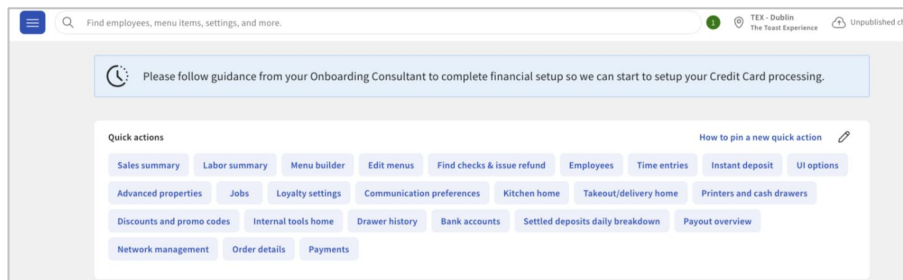 Find employees, menu items, settings, and more.
1
TEX - Dublin
The Toast Experience
Unpublished
Please follow guidance from your Onboarding Consultant to complete financial setup so we can start to setup your Credit Card processing.
Quick actions
How to pin a new quick action
Sales summary Labor summary Menu builder Edit menus Find checks & issue refund Employees Time entries Instant deposit UI options
Advanced properties Jobs Loyalty settings Communication preferences Kitchen home Takeout/delivery home Printers and cash drawers
Discounts and promo codes Internal tools home Drawer history Bank accounts Settled deposits daily breakdown Payout overview
Network management Order details Payments